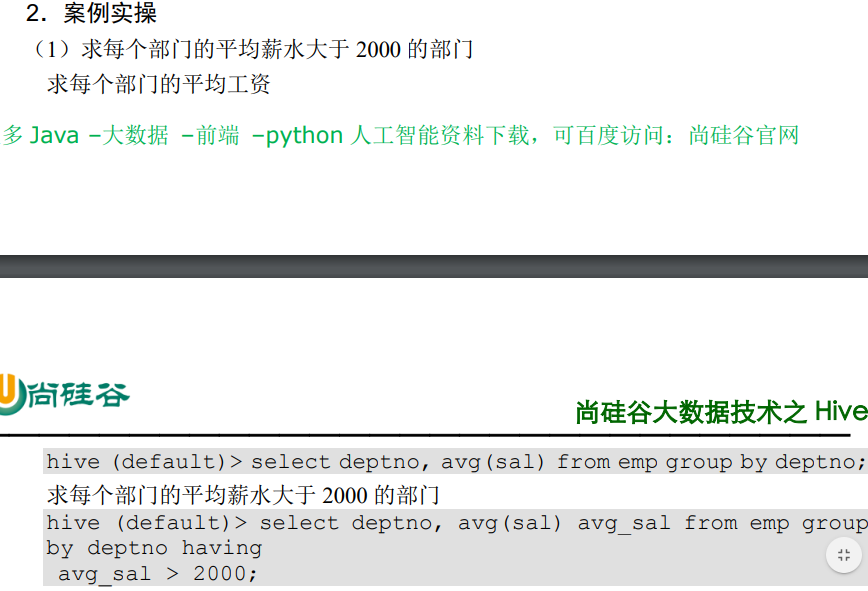 2．案例实操
（1）求每个部门的平均薪水大于 2000 的部门
求每个部门的平均工资
多 Java –大数据 –前端 –python 人工智能资料下载，可百度访问：尚硅谷官网
尚硅谷
尚硅谷大数据技术之 Hive
hive (default)> select deptno, avg(sal) from emp group by deptno;
求每个部门的平均薪水大于 2000 的部门
hive (default)> select deptno, avg(sal) avg_sal from emp group
by deptno having
avg_sal > 2000;